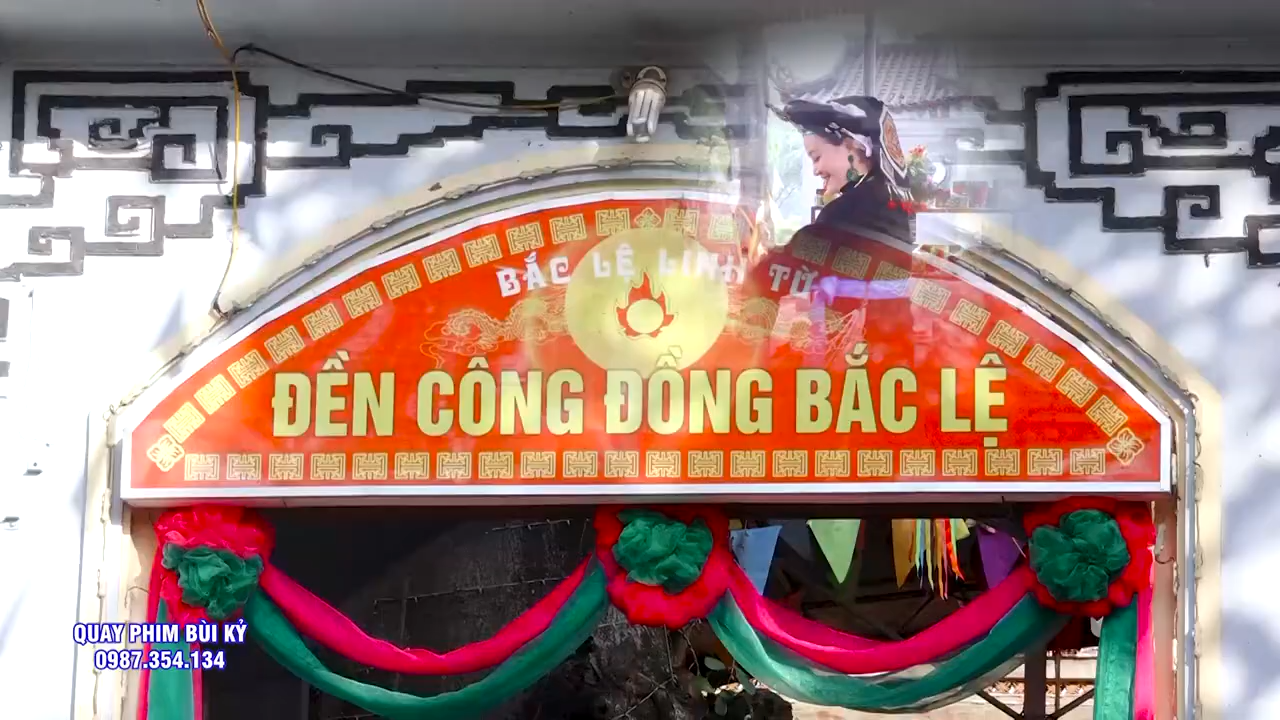 BẮC LỆ LINH TỪ
ĐỀN CÔNG ĐỒNG BẮC LỆ
QUAY PHIM BÙI KỶ
0987.354.134